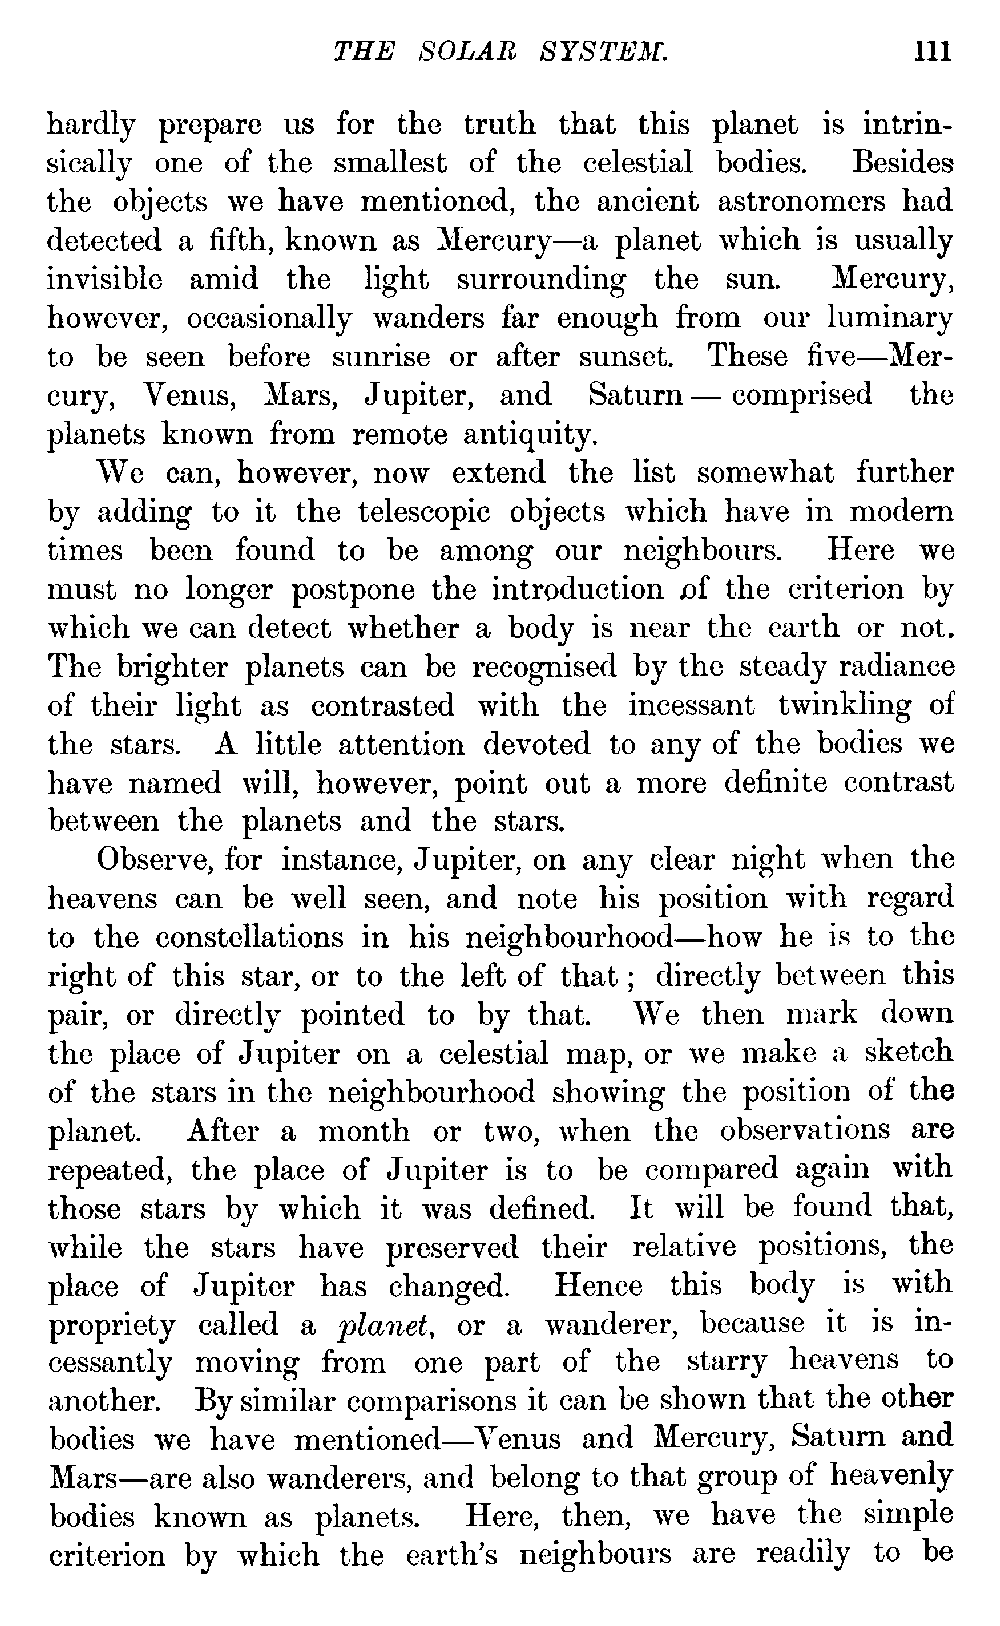 THE SOLAR SYSTEM. 111
hardly prepare us for the truth that this planet is intrin-
sically one of the smallest of the celestial bodies. Besides
the objects we have mentioned, the ancient astronomers had
detected a fifth, known as Mercury—a planet which is usually
invisible amid the light surrounding the sun. Mercury,
however, occasionally wanders far enough from our luminary
to be seen before sunrise or after sunset. These five—Mer-
cury, Venus, Mars, Jupiter, and Saturn — comprised the
planets known from remote antiquity.
We can, however, now extend the list somewhat further
by adding to it the telescopic objects which have in modern
times been found to be among our neighbours. Here we
must no longer postpone the introduction of the criterion by
which we can detect whether a body is near the earth or not.
The brighter planets can be recognised by the steady radiance
of their light as contrasted with the incessant twinkling of
the stars. A little attention devoted to any of the bodies we
have named will, however, point out a more definite contrast
between the planets and the stars.
Observe, for instance, Jupiter, on any clear night when the
heavens can be well seen, and note his position with regard
to the constellations in his neighbourhood—how he is to the
right of this star, or to the left of that ; directly between this
pair, or directly pointed to by that. We then mark down
the place of Jupiter on a celestial map, or we make a sketch
of the stars in the neighbourhood showing the position of the
planet. After a month or two, when the observations are
repeated, the place of Jupiter is to be compared again with
those stars by which it was defined. It will be found that,
while the stars have preserved their relative positions, the
place of Jupiter has changed. Hence this body is with
propriety called a planet, or a wanderer, because it is in-
cessantly moving from one part of the starry heavens to
another. By similar comparisons it can be shown that the other
bodies we have mentioned—Venus and Mercury, Saturn and
Mars—are also wanderers, and belong to that group of heavenly
bodies known as planets. Here, then, we have the simple
criterion by which the earth's neighbours are readily to be